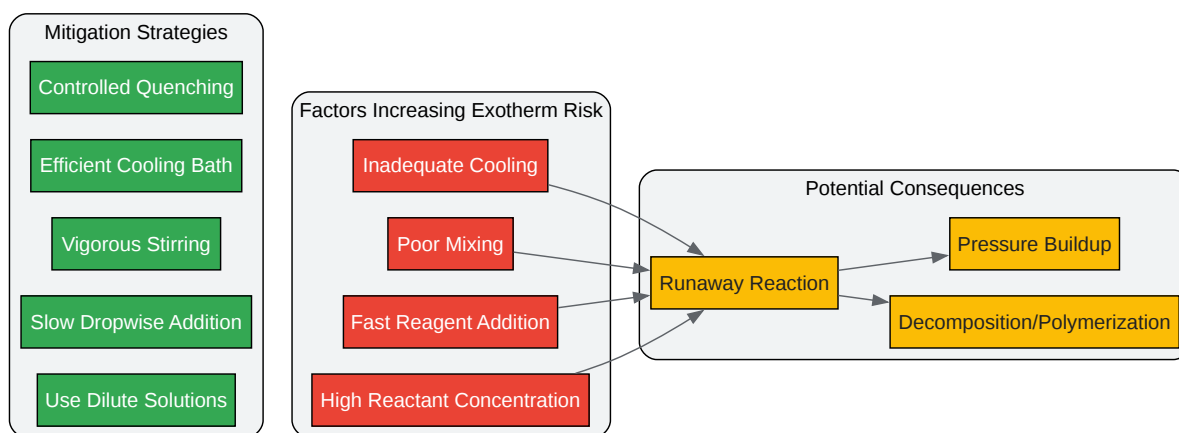 Mitigation Strategies
Controlled Quenching
Efficient Cooling Bath
Vigorous Stirring
Slow Dropwise Addition
Use Dilute Solutions
Factors Increasing Exotherm Risk
Inadequate Cooling
Poor Mixing
Fast Reagent Addition
High Reactant Concentration
Potential Consequences
Runaway Reaction
Pressure Buildup
Decomposition/Polymerization